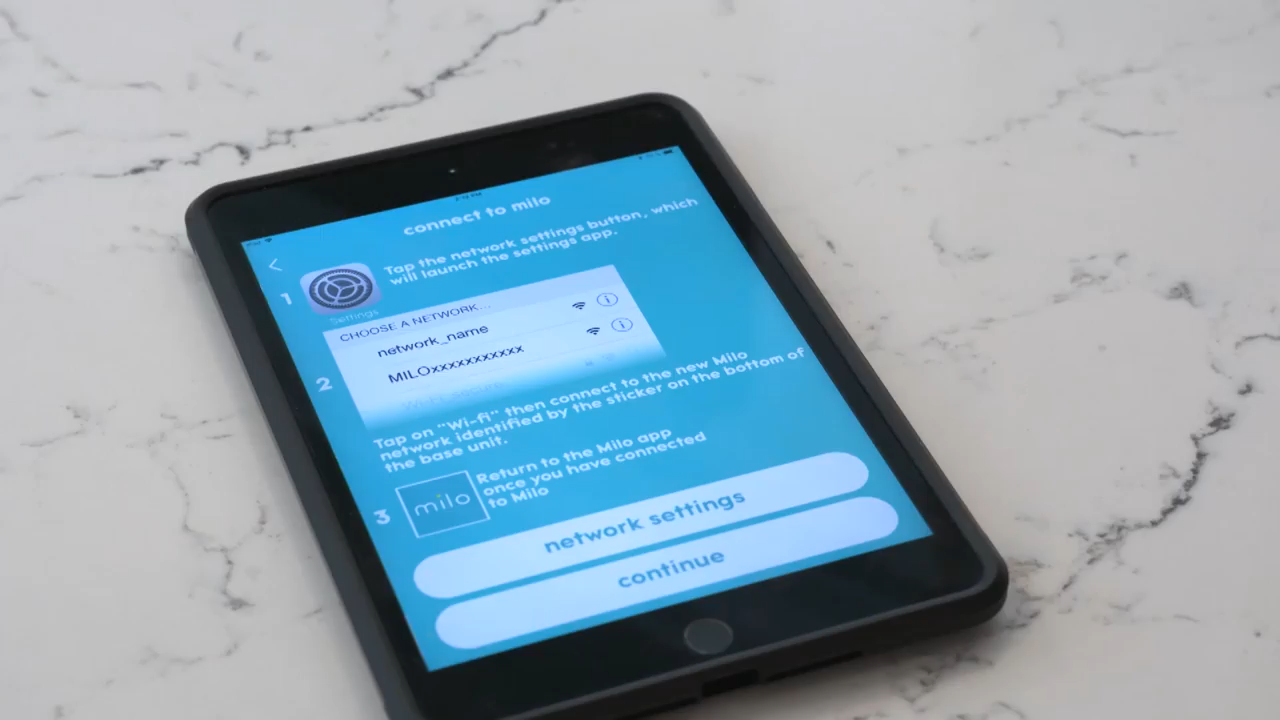 iPad
connect to milo
1
Tap the network settings button, which
will launch the settings app.
Settings
2
CHOOSE A NETWORK...
network_name
MILOxxxxxxxxxxx
Tap on "Wi-fi" then connect to the new Milo
network identified by the sticker on the bottom of
the base unit.
3
milo
Return to the Milo app
once you have connected
to Milo
network settings
continue